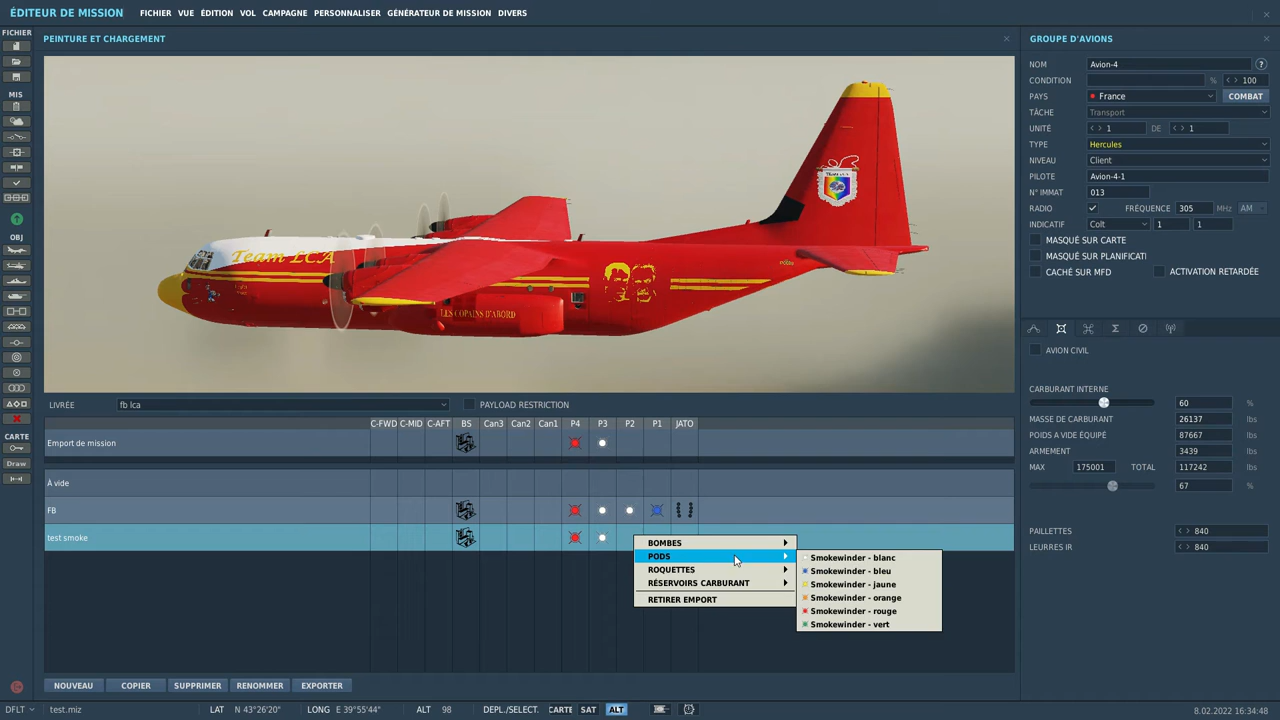 ÉDITEUR DE MISSION FICHIER VUE ÉDITION VOL CAMPAGNE PERSONNALISER GÉNÉRATEUR DE MISSION DIVERS
FICHIER
MIS
OBJ
CARTE
Draw
PEINTURE ET CHARGEMENT
Team LCA
LES COPAINS D'ABORD
LIVRÉE fb lca PAYLOAD RESTRICTION
C-FWD C-MID C-AFT BS Can3 Can2 Can1 P4 P3 P2 P1 JATO
Emport de mission
À vide
FB
test smoke
BOMBES
PODS
ROQUETTES
RÉSERVOIRS CARBURANT
RETIRER EMPORT
Smokewinder - blanc
Smokewinder - bleu
Smokewinder - jaune
Smokewinder - orange
Smokewinder - rouge
Smokewinder - vert
NOUVEAU COPIER SUPPRIMER RENOMMER EXPORTER
GROUPE D'AVIONS
NOM Avion-4 ?
CONDITION % 100
PAYS France COMBAT
TÂCHE Transport
UNITÉ 1 DE 1
TYPE Hercules
NIVEAU Client
PILOTE Avion-4-1
N° IMMAT 013
RADIO FRÉQUENCE 305 MHz AM
INDICATIF Colt 1 1
MASQUÉ SUR CARTE
MASQUÉ SUR PLANIFICATI
CACHÉ SUR MFD ACTIVATION RETARDÉE
AVION CIVIL
CARBURANT INTERNE
60 %
MASSE DE CARBURANT 26137 lbs
POIDS A VIDE ÉQUIPÉ 87667 lbs
ARMEMENT 3439 lbs
MAX 175001 TOTAL 117242 lbs
67 %
PAILLETTES 840
LEURRES IR 840
DFLT test.miz LAT N 43°26'20" LONG E 39°55'44" ALT 98 DEPL./SELECT. CARTE SAT ALT 8.02.2022 16:34:48